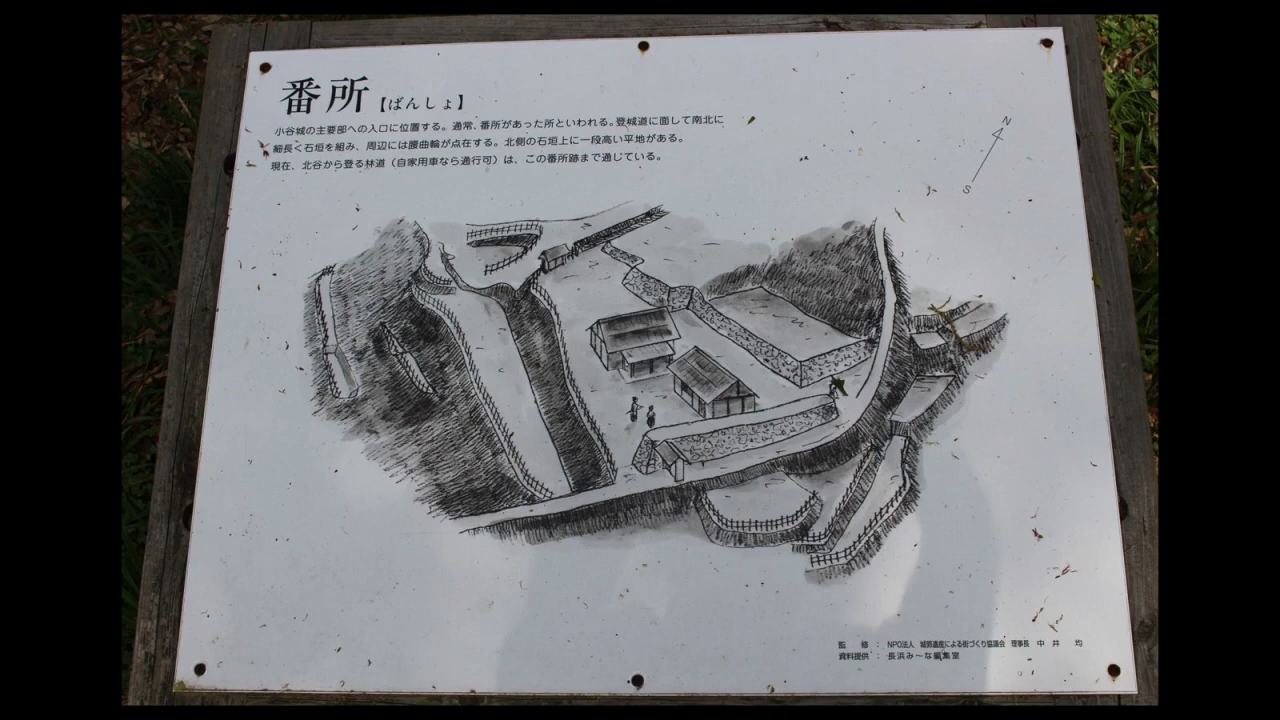 番所【ばんしょ】
小谷城の主要部への入口に位置する。通常、番所があった所といわれる。登城道に面して南北に
細長く石垣を組み、周辺には腰曲輪が点在する。北側の石垣上に一段高い平地がある。
現在、北谷から登る林道（自家用車なら通行可）は、この番所跡まで通じている。
N
S
監　修：NPO法人　城郭遺産による街づくり協議会　理事長　中井　均
資料提供：長浜み～な編集室